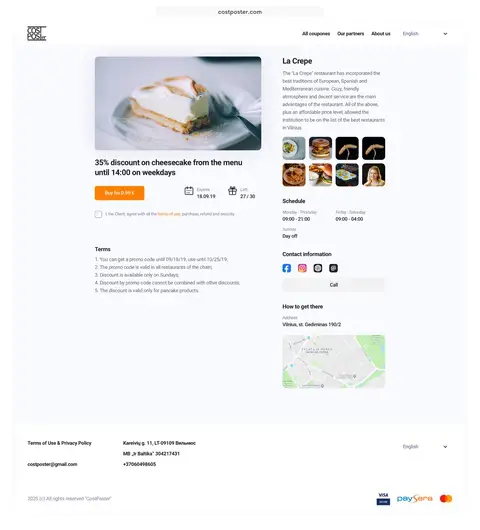 costposter.com
COST
POSter
All coupones Our partners About us English
35% discount on cheesecake from the menu
until 14:00 on weekdays
Buy for 0.99 €
Expires
18.09.19
Left
27 / 30
I, the Client, agree with all the terms of use, purchase, refund and security
Terms
1. You can get a promo code until 09/18/19, use until 10/25/19;
2. The promo code is valid in all restaurants of the chain;
3. Discount is available only on Sundays;
4. Discount by promo code cannot be combined with other discounts;
5. The discount is valid only for pancake products.
La Crepe
The "La Crepe" restaurant has incorporated the
best traditions of European, Spanish and
Mediterranean cuisine. Cozy, friendly
atmosphere and decent service are the main
advantages of the restaurant. All of the above,
plus an affordable price level, allowed the
institution to be on the list of the best restaurants
in Vilnius.
Schedule
Monday - Thursday
09:00 - 21:00
Friday - Saturday
09:00 - 04:00
Sunday
Day off
Contact information
Call
How to get there
Address
Vilnius, st. Gediminas 190/2
Terms of Use & Privacy Policy
costposter@gmail.com
Kareivių g. 11, LT-09109 Вильнюс
MB „Ir Baltika" 304217431
+37060498605
English
2020 (c) All rights reserved "CostPoster"
VISA
paysera